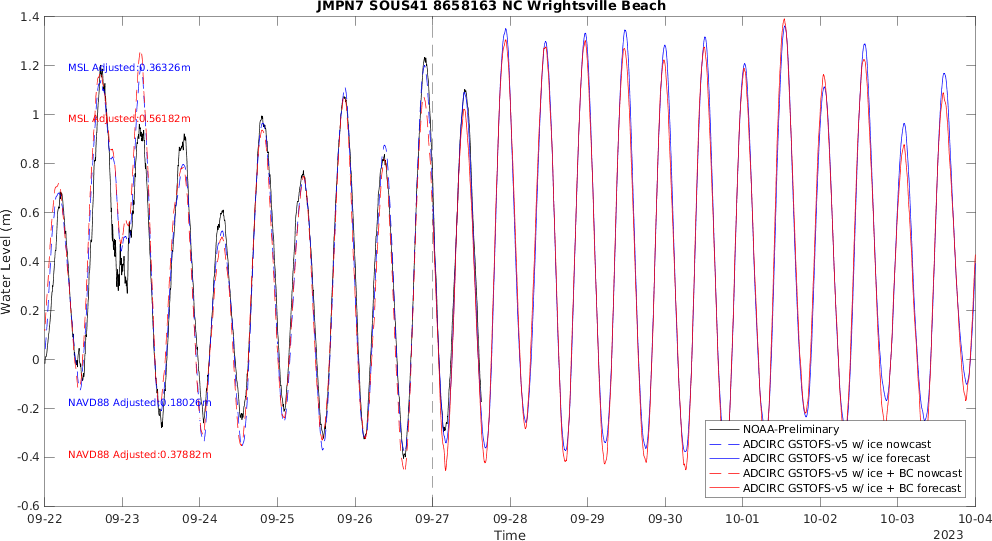 JMPN7 SOUS41 8658163 NC Wrightsville Beach
1.4
1.2
1
0.8
0.6
0.4
0.2
0
-0.2
-0.4
-0.6
Water Level (m)
MSL Adjusted:0.36326m
MSL Adjusted:0.56182m
NAVD88 Adjusted:0.18026m
NAVD88 Adjusted:0.37882m
NOAA-Preliminary
ADCIRC GSTOFS-v5 w/ ice nowcast
ADCIRC GSTOFS-v5 w/ ice forecast
ADCIRC GSTOFS-v5 w/ ice + BC nowcast
ADCIRC GSTOFS-v5 w/ ice + BC forecast
09-22 09-23 09-24 09-25 09-26 09-27 09-28 09-29 09-30 10-01 10-02 10-03 10-04
Time
2023